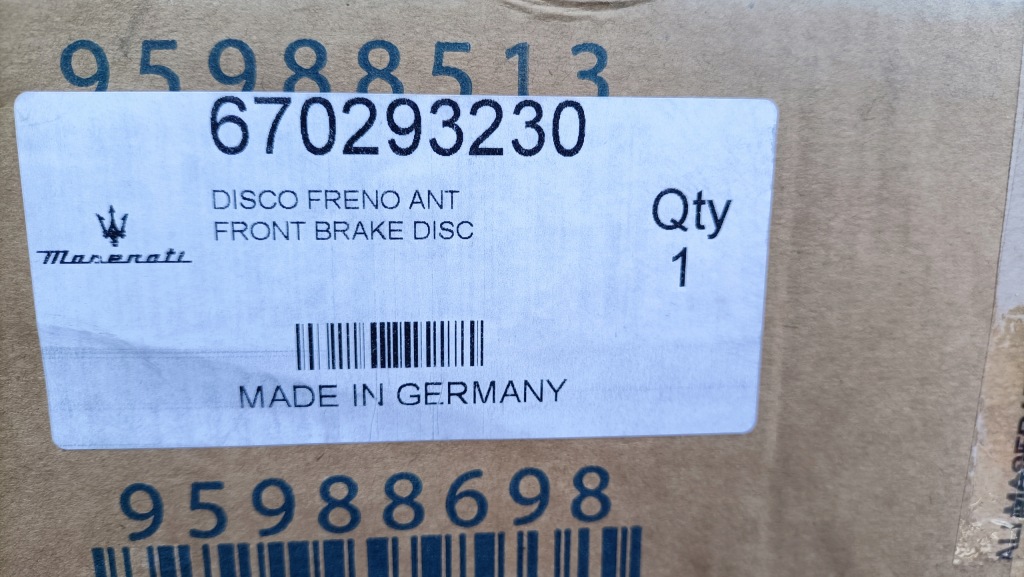 95988513
670293230
DISCO FRENO ANT
FRONT BRAKE DISC
Qty
1
Maserati
MADE IN GERMANY
95988698